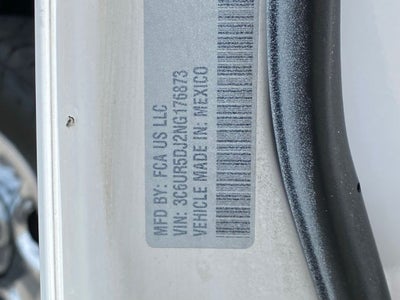 MFD BY: FCA US LLC
VIN: 3C6UR5DJ2NG176873
VEHICLE MADE IN: MEXICO